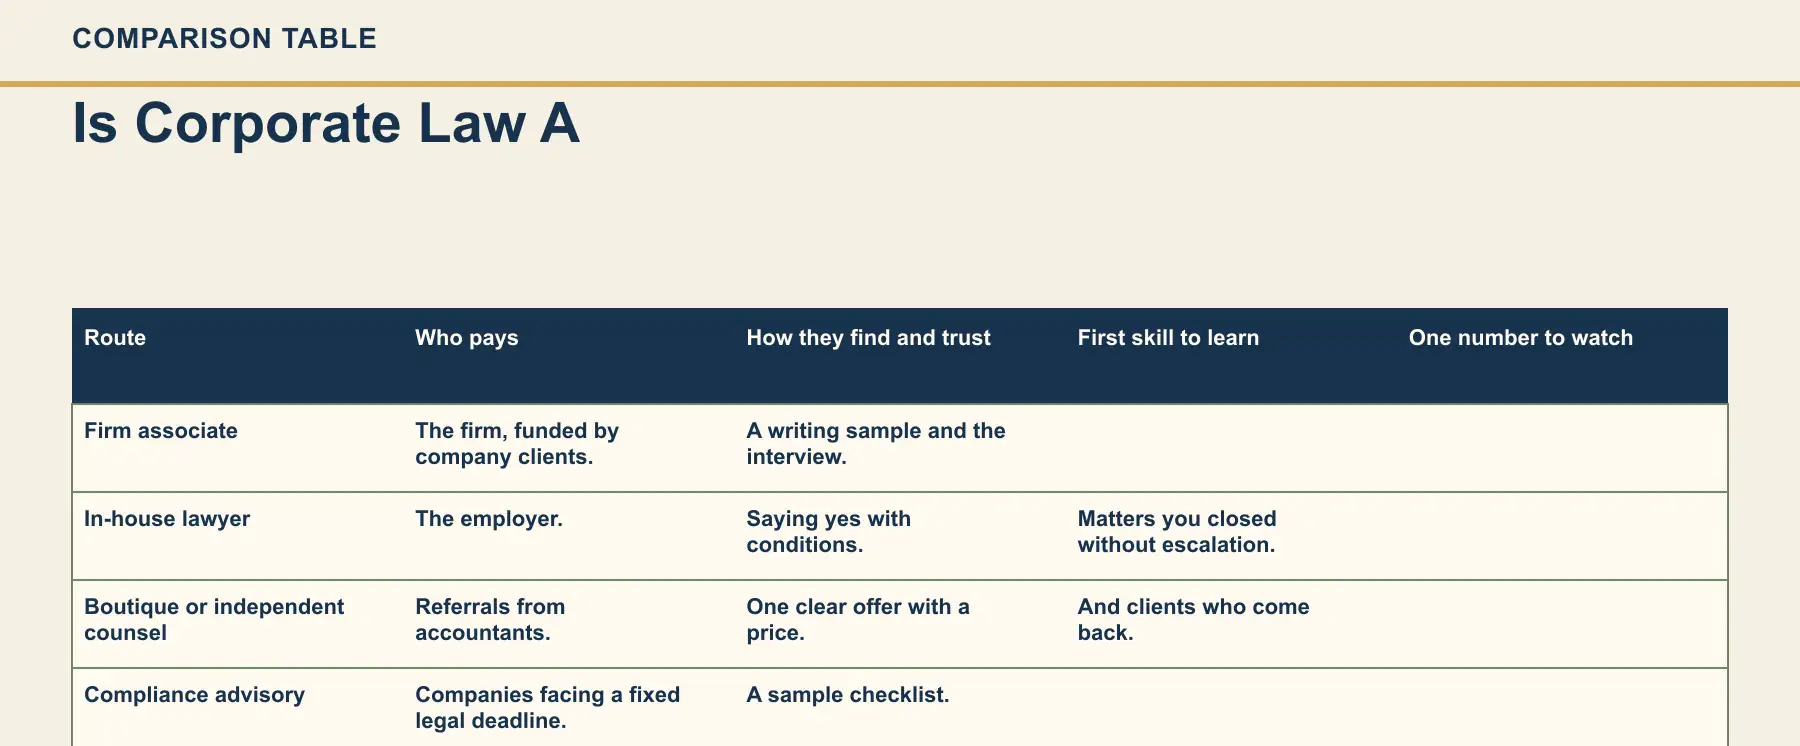 COMPARISON TABLE
Is Corporate Law A
Route Who pays How they find and trust First skill to learn One number to watch
Firm associate The firm, funded by A writing sample and the
company clients. interview.
In-house lawyer The employer. Saying yes with Matters you closed
conditions. without escalation.
Boutique or independent Referrals from One clear offer with a And clients who come
counsel accountants. price. back.
Compliance advisory Companies facing a fixed A sample checklist.
legal deadline.